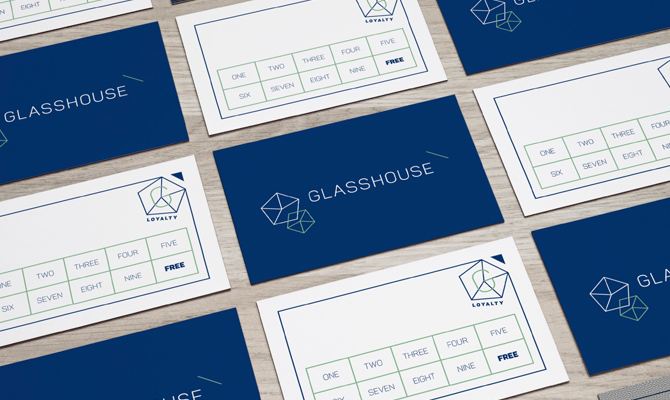 EIGHT
NINE
LOYALTY
ONE TWO THREE FOUR FIVE
SIX SEVEN EIGHT NINE FREE
GLASSHOUSE
GLASSHOUSE
ONE TWO THREE FOUR
SIX SEVEN EIGHT NINE
LOYALTY
TWO THREE FOUR FIVE
SIX SEVEN EIGHT NINE FREE
LOYALTY
ONE TWO THREE FOUR FIVE
SIX SEVEN EIGHT NINE FREE